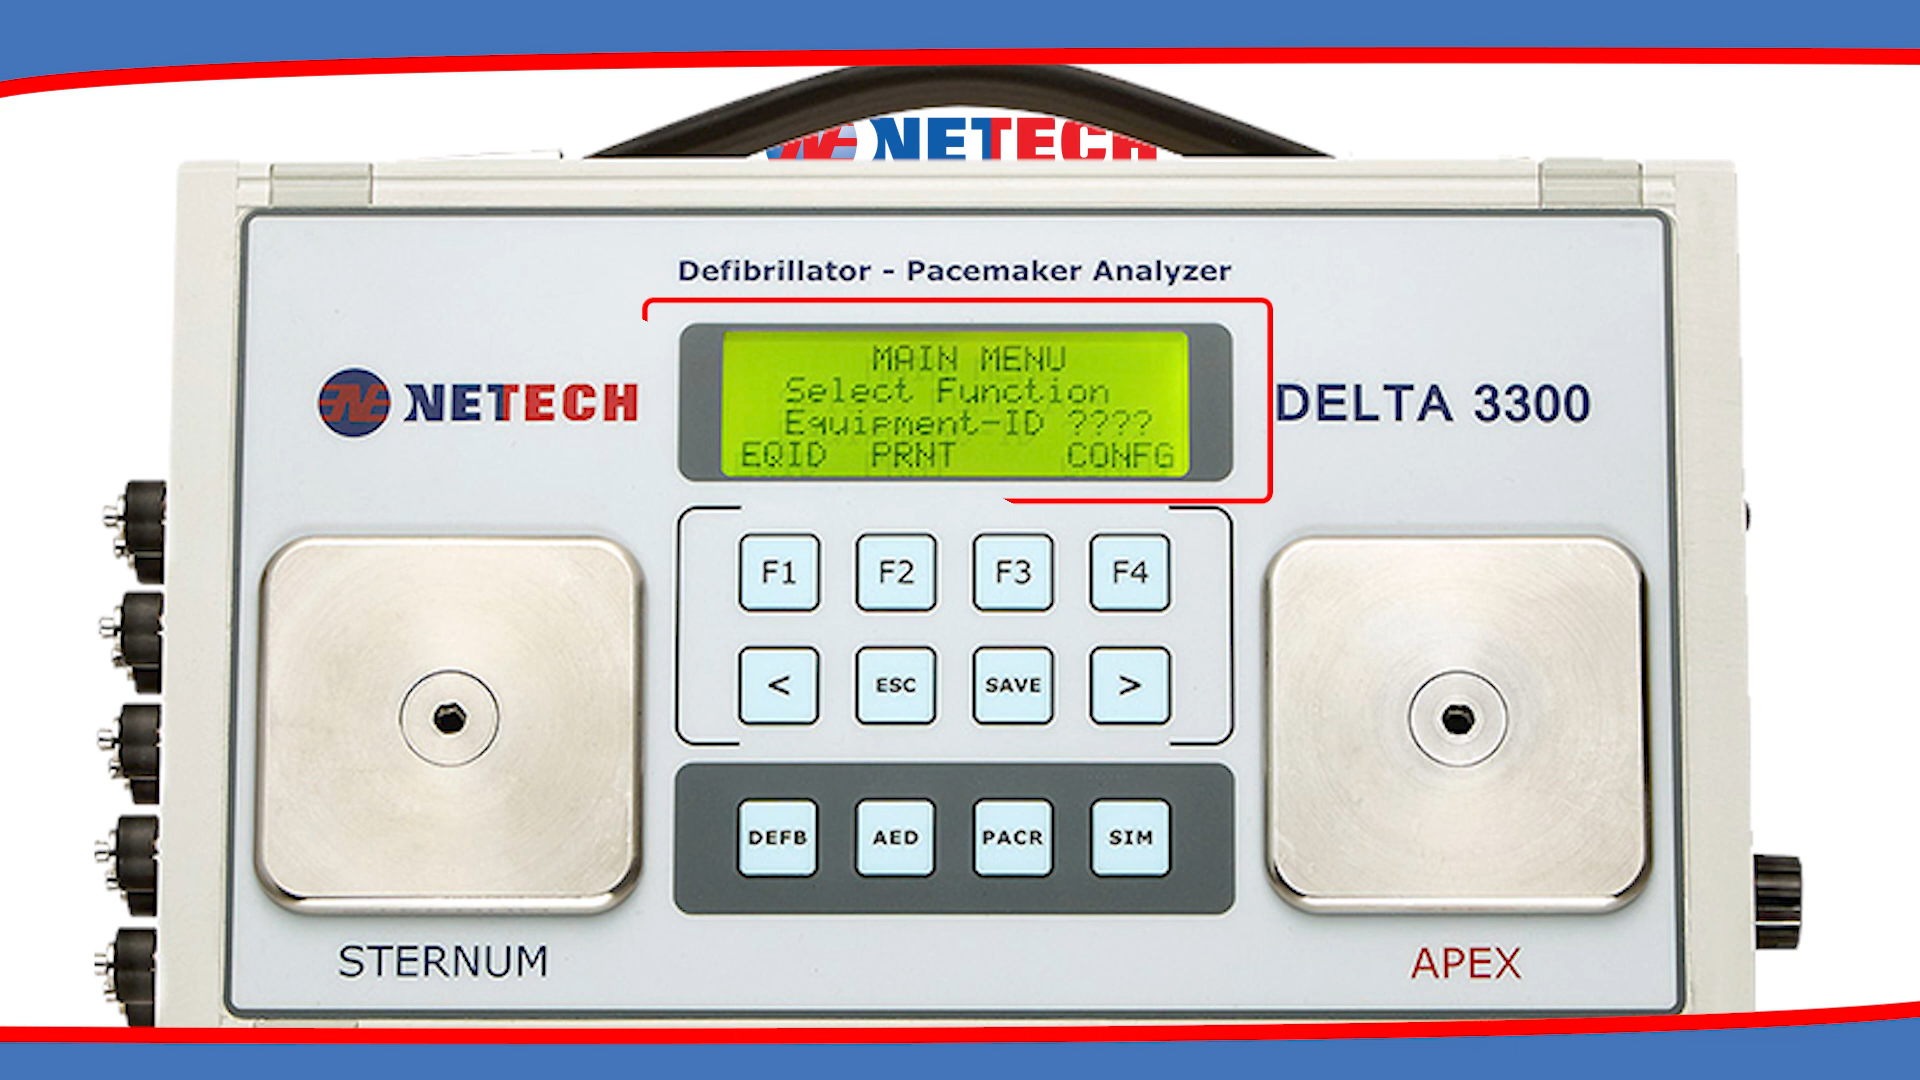 NETECH
Defibrillator - Pacemaker Analyzer
NETECH
MAIN MENU
Select Function
Equipment-ID ????
EQID PRNT CONFG
DELTA 3300
F1 F2 F3 F4
< ESC SAVE >
DEFB AED PACR SIM
STERNUM
APEX